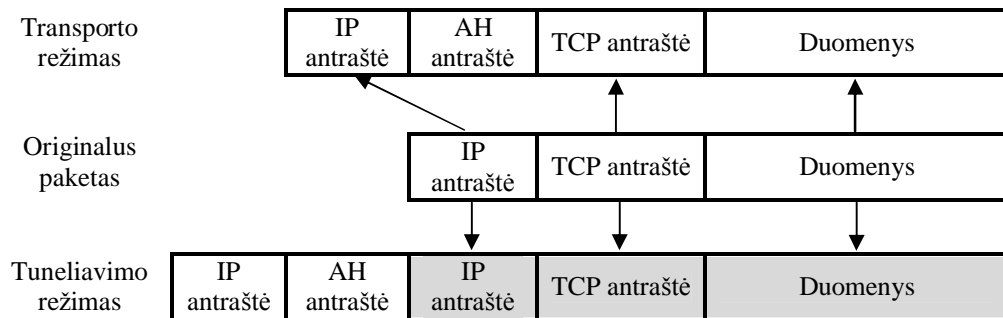 Transporto
režimas
IP
antraštė
AH
antraštė
TCP antraštė
Duomenys
Originalus
paketas
IP
antraštė
TCP antraštė
Duomenys
Tuneliavimo
režimas
IP
antraštė
AH
antraštė
IP
antraštė
TCP antraštė
Duomenys